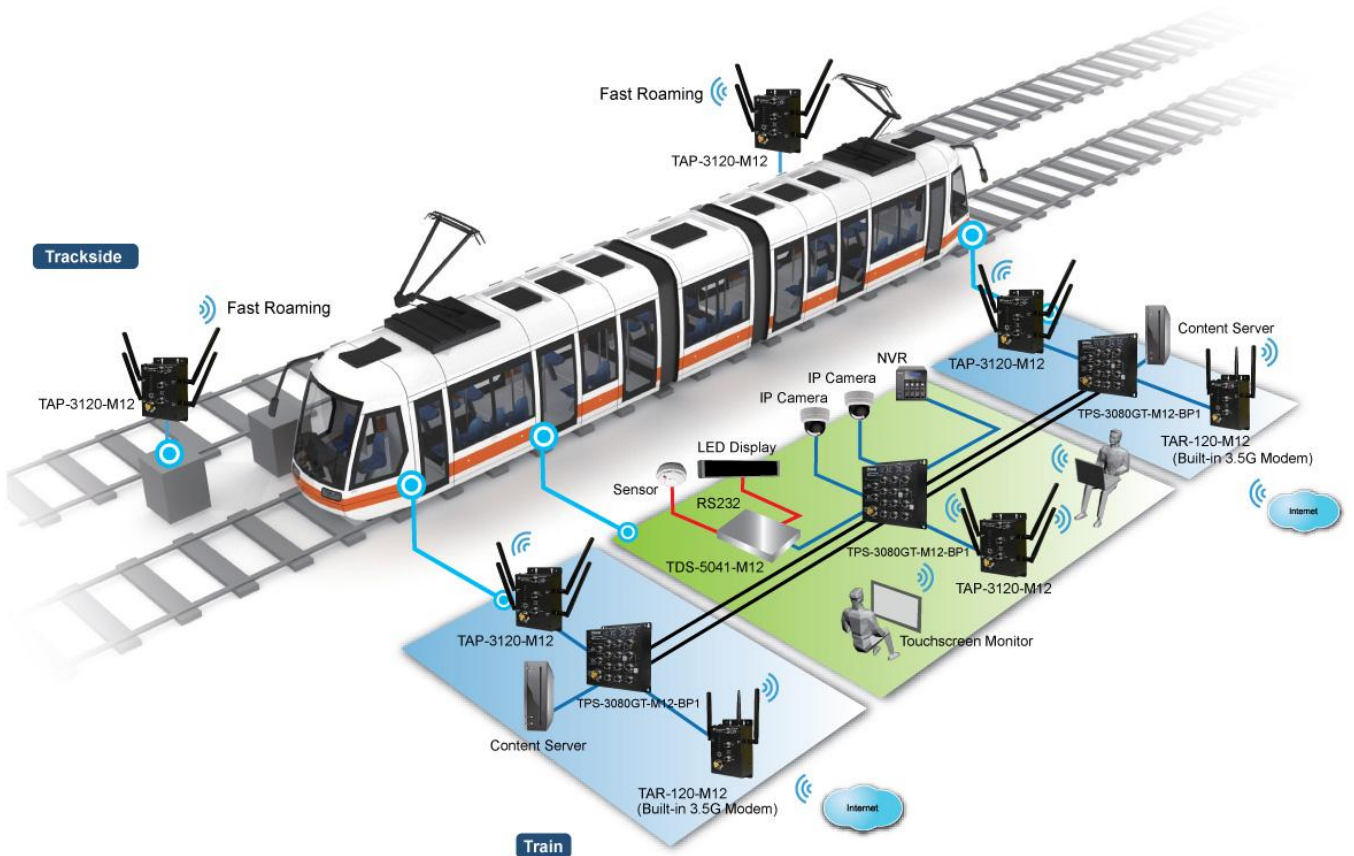 Fast Roaming
TAP-3120-M12
Trackside
Fast Roaming
TAP-3120-M12
TAP-3120-M12
Content Server
NVR
IP Camera
IP Camera
TPS-3080GT-M12-BP1
TAR-120-M12
(Built-in 3.5G Modem)
LED Display
Sensor
RS232
TDS-5041-M12
TPS-3080GT-M12-BP1
TAP-3120-M12
Internet
Touchscreen Monitor
TAP-3120-M12
TPS-3080GT-M12-BP1
Content Server
TAR-120-M12
(Built-in 3.5G Modem)
Internet
Train